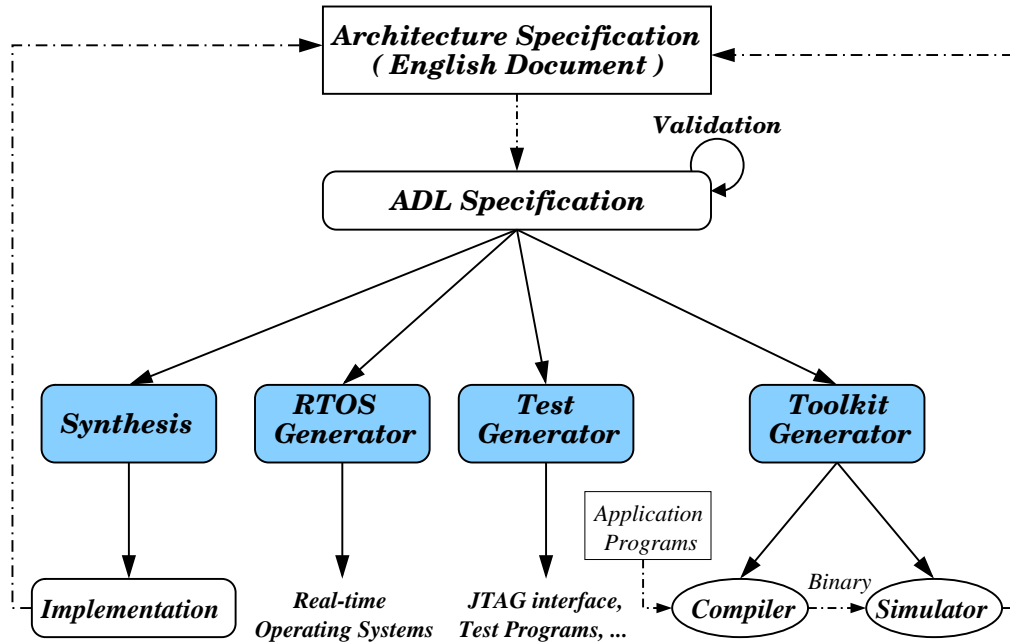 Architecture Specification
( English Document )
Validation
ADL Specification
Synthesis
RTOS
Generator
Test
Generator
Toolkit
Generator
Application
Programs
Implementation
Real-time
Operating Systems
JTAG interface,
Test Programs, ...
Compiler
Binary
Simulator